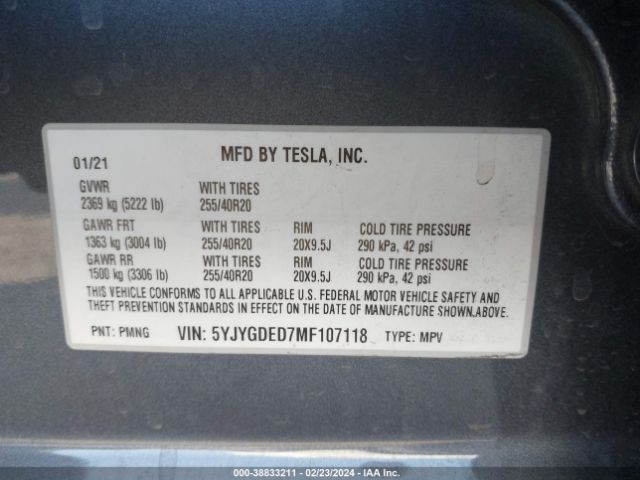 MFD BY TESLA, INC.
01/21
GVWR WITH TIRES
2369 kg (5222 lb) 255/40R20
GAWR FRT WITH TIRES RIM COLD TIRE PRESSURE
1363 kg (3004 lb) 255/40R20 20X9.5J 290 kPa, 42 psi
GAWR RR WITH TIRES RIM COLD TIRE PRESSURE
1500 kg (3306 lb) 255/40R20 20X9.5J 290 kPa, 42 psi
THIS VEHICLE CONFORMS TO ALL APPLICABLE U.S. FEDERAL MOTOR VEHICLE SAFETY AND
THEFT PREVENTION STANDARDS IN EFFECT ON THE DATE OF MANUFACTURE SHOWN.ABOVE.
PNT: PMNG VIN: 5YJYGDED7MF107118 TYPE: MPV
000-38833211 - 02/23/2024 - IAA Inc.